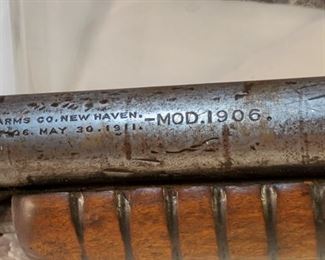 ARMS CO. NEW HAVEN.
06. MAY 30.1911.
-MOD.1906.